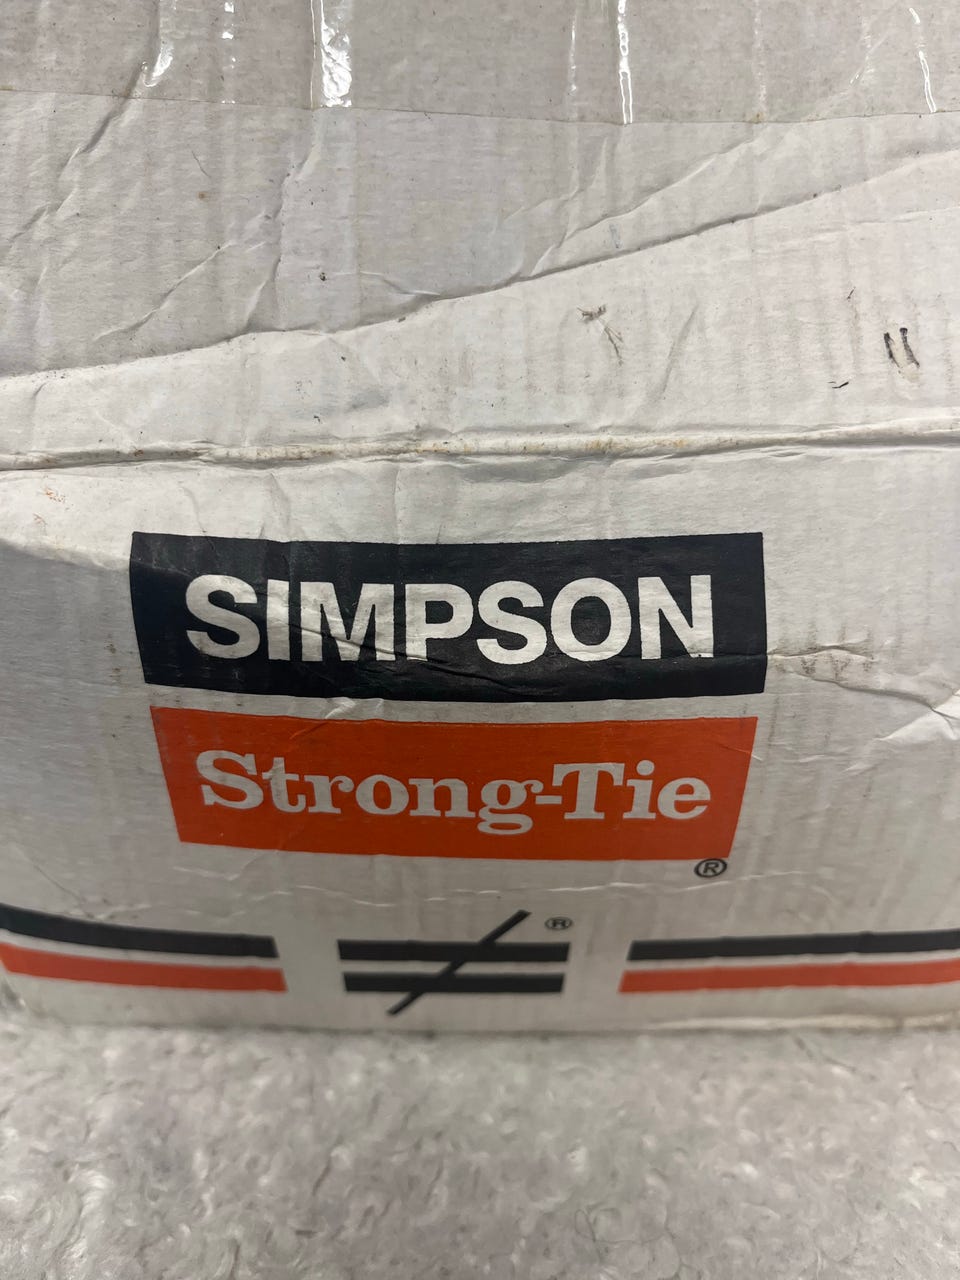 SIMPSON
Strong-Tie
®
≠ ®